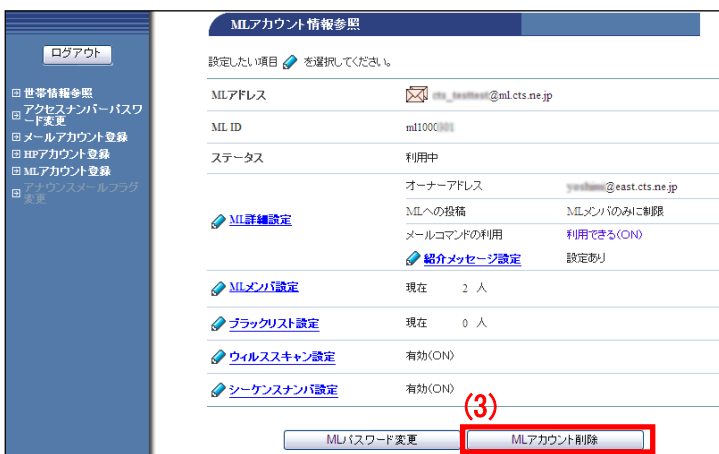 MLアカウント情報参照
ログアウト
設定したい項目 を選択してください。
世帯情報参照
アクセスナンバーパスワ
ード変更
メールアカウント登録
HPアカウント登録
MLアカウント登録
アナウンスメールフラグ
変更
MLアドレス @ml.cts.ne.jp
ML ID ml1000
ステータス 利用中
ML詳細設定
オーナーアドレス @east.cts.ne.jp
MLへの投稿 MLメンバのみに制限
メールコマンドの利用 利用できる(ON)
紹介メッセージ設定 設定あり
MLメンバ設定 現在 2 人
ブラックリスト設定 現在 0 人
ウィルススキャン設定 有効(ON)
シーケンスナンバ設定 有効(ON)
(3)
MLパスワード変更 MLアカウント削除